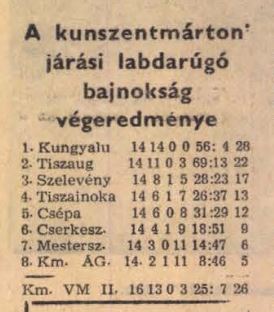 A kunszentmárton'
járási labdarúgó
bajnokság
végeredménye
1. Kungyalu 14 14 0 0 56: 4 28
2. Tiszaug 14 11 0 3 69:13 22
3. Szelevény 14 8 1 5 28:23 17
4. Tiszainoka 14 6 1 7 26:37 13
5. Csépa 14 6 0 8 31:29 12
6. Cserkesz. 14 4 1 9 18:51 9
7. Mestersz. 14 3 0 11 14:47 6
8. Km. ÁG. 14. 2 1 11 8:46 5
Km. VM II. 16 13 0 3 25: 7 26